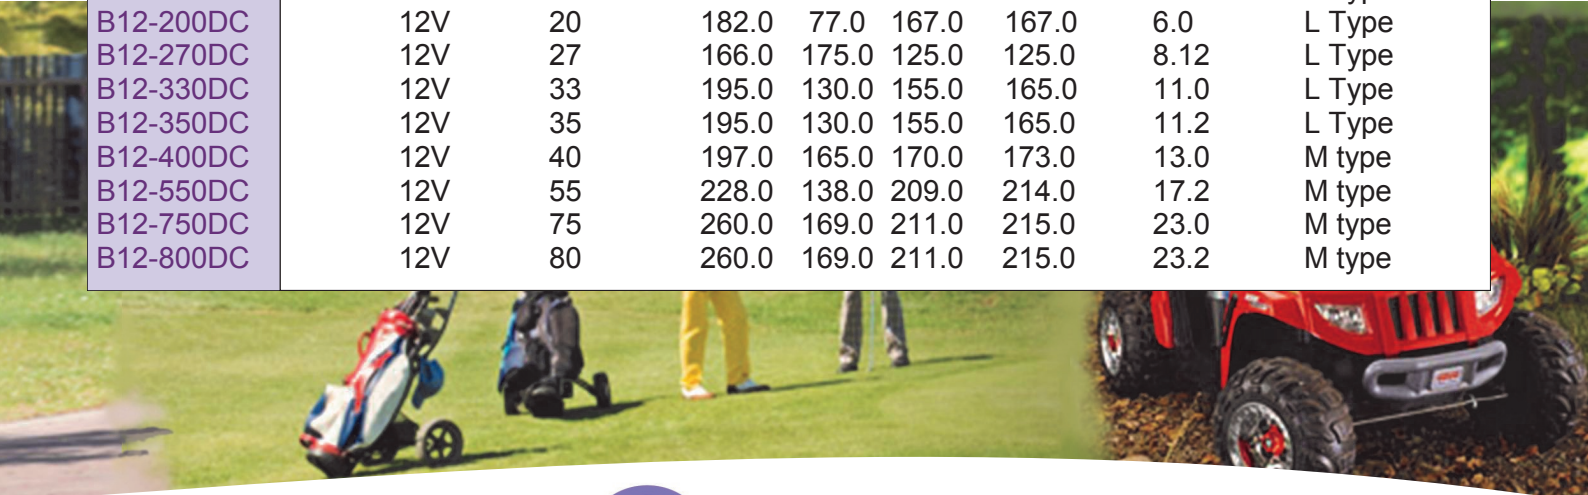 B12-200DC 12V 20 182.0 77.0 167.0 167.0 6.0 L Type
B12-270DC 12V 27 166.0 175.0 125.0 125.0 8.12 L Type
B12-330DC 12V 33 195.0 130.0 155.0 165.0 11.0 L Type
B12-350DC 12V 35 195.0 130.0 155.0 165.0 11.2 L Type
B12-400DC 12V 40 197.0 165.0 170.0 173.0 13.0 M type
B12-550DC 12V 55 228.0 138.0 209.0 214.0 17.2 M type
B12-750DC 12V 75 260.0 169.0 211.0 215.0 23.0 M type
B12-800DC 12V 80 260.0 169.0 211.0 215.0 23.2 M type